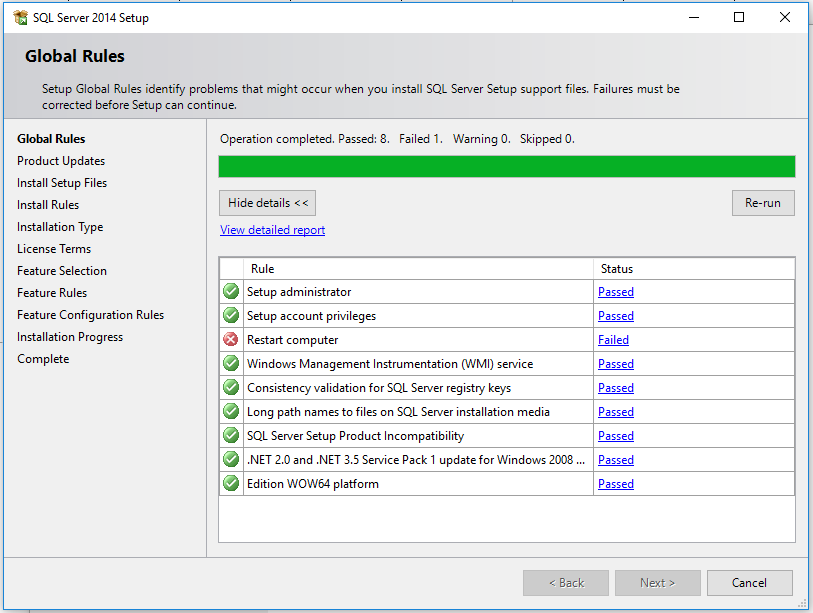 SQL Server 2014 Setup
Global Rules
Setup Global Rules identify problems that might occur when you install SQL Server Setup support files. Failures must be
corrected before Setup can continue.
Global Rules
Product Updates
Install Setup Files
Install Rules
Installation Type
License Terms
Feature Selection
Feature Rules
Feature Configuration Rules
Installation Progress
Complete
Operation completed. Passed: 8.   Failed 1.   Warning 0.   Skipped 0.
Hide details <<
Re-run
View detailed report
Rule Status
Setup administrator Passed
Setup account privileges Passed
Restart computer Failed
Windows Management Instrumentation (WMI) service Passed
Consistency validation for SQL Server registry keys Passed
Long path names to files on SQL Server installation media Passed
SQL Server Setup Product Incompatibility Passed
.NET 2.0 and .NET 3.5 Service Pack 1 update for Windows 2008 ... Passed
Edition WOW64 platform Passed
< Back Next > Cancel